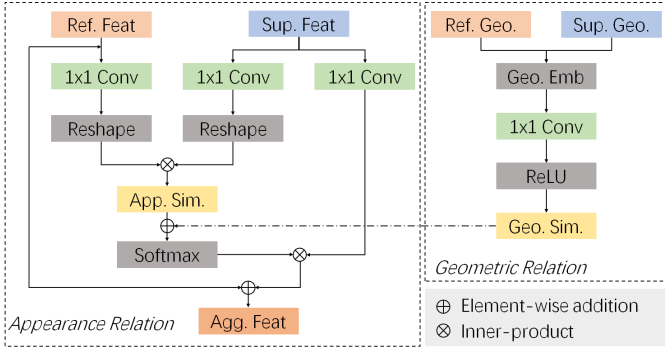 Ref. Feat
Sup. Feat
1x1 Conv
1x1 Conv
1x1 Conv
Reshape
Reshape
App. Sim.
Softmax
Agg. Feat
Appearance Relation
Ref. Geo.
Sup. Geo.
Geo. Emb
1x1 Conv
ReLU
Geo. Sim.
Geometric Relation
Element-wise addition
Inner-product